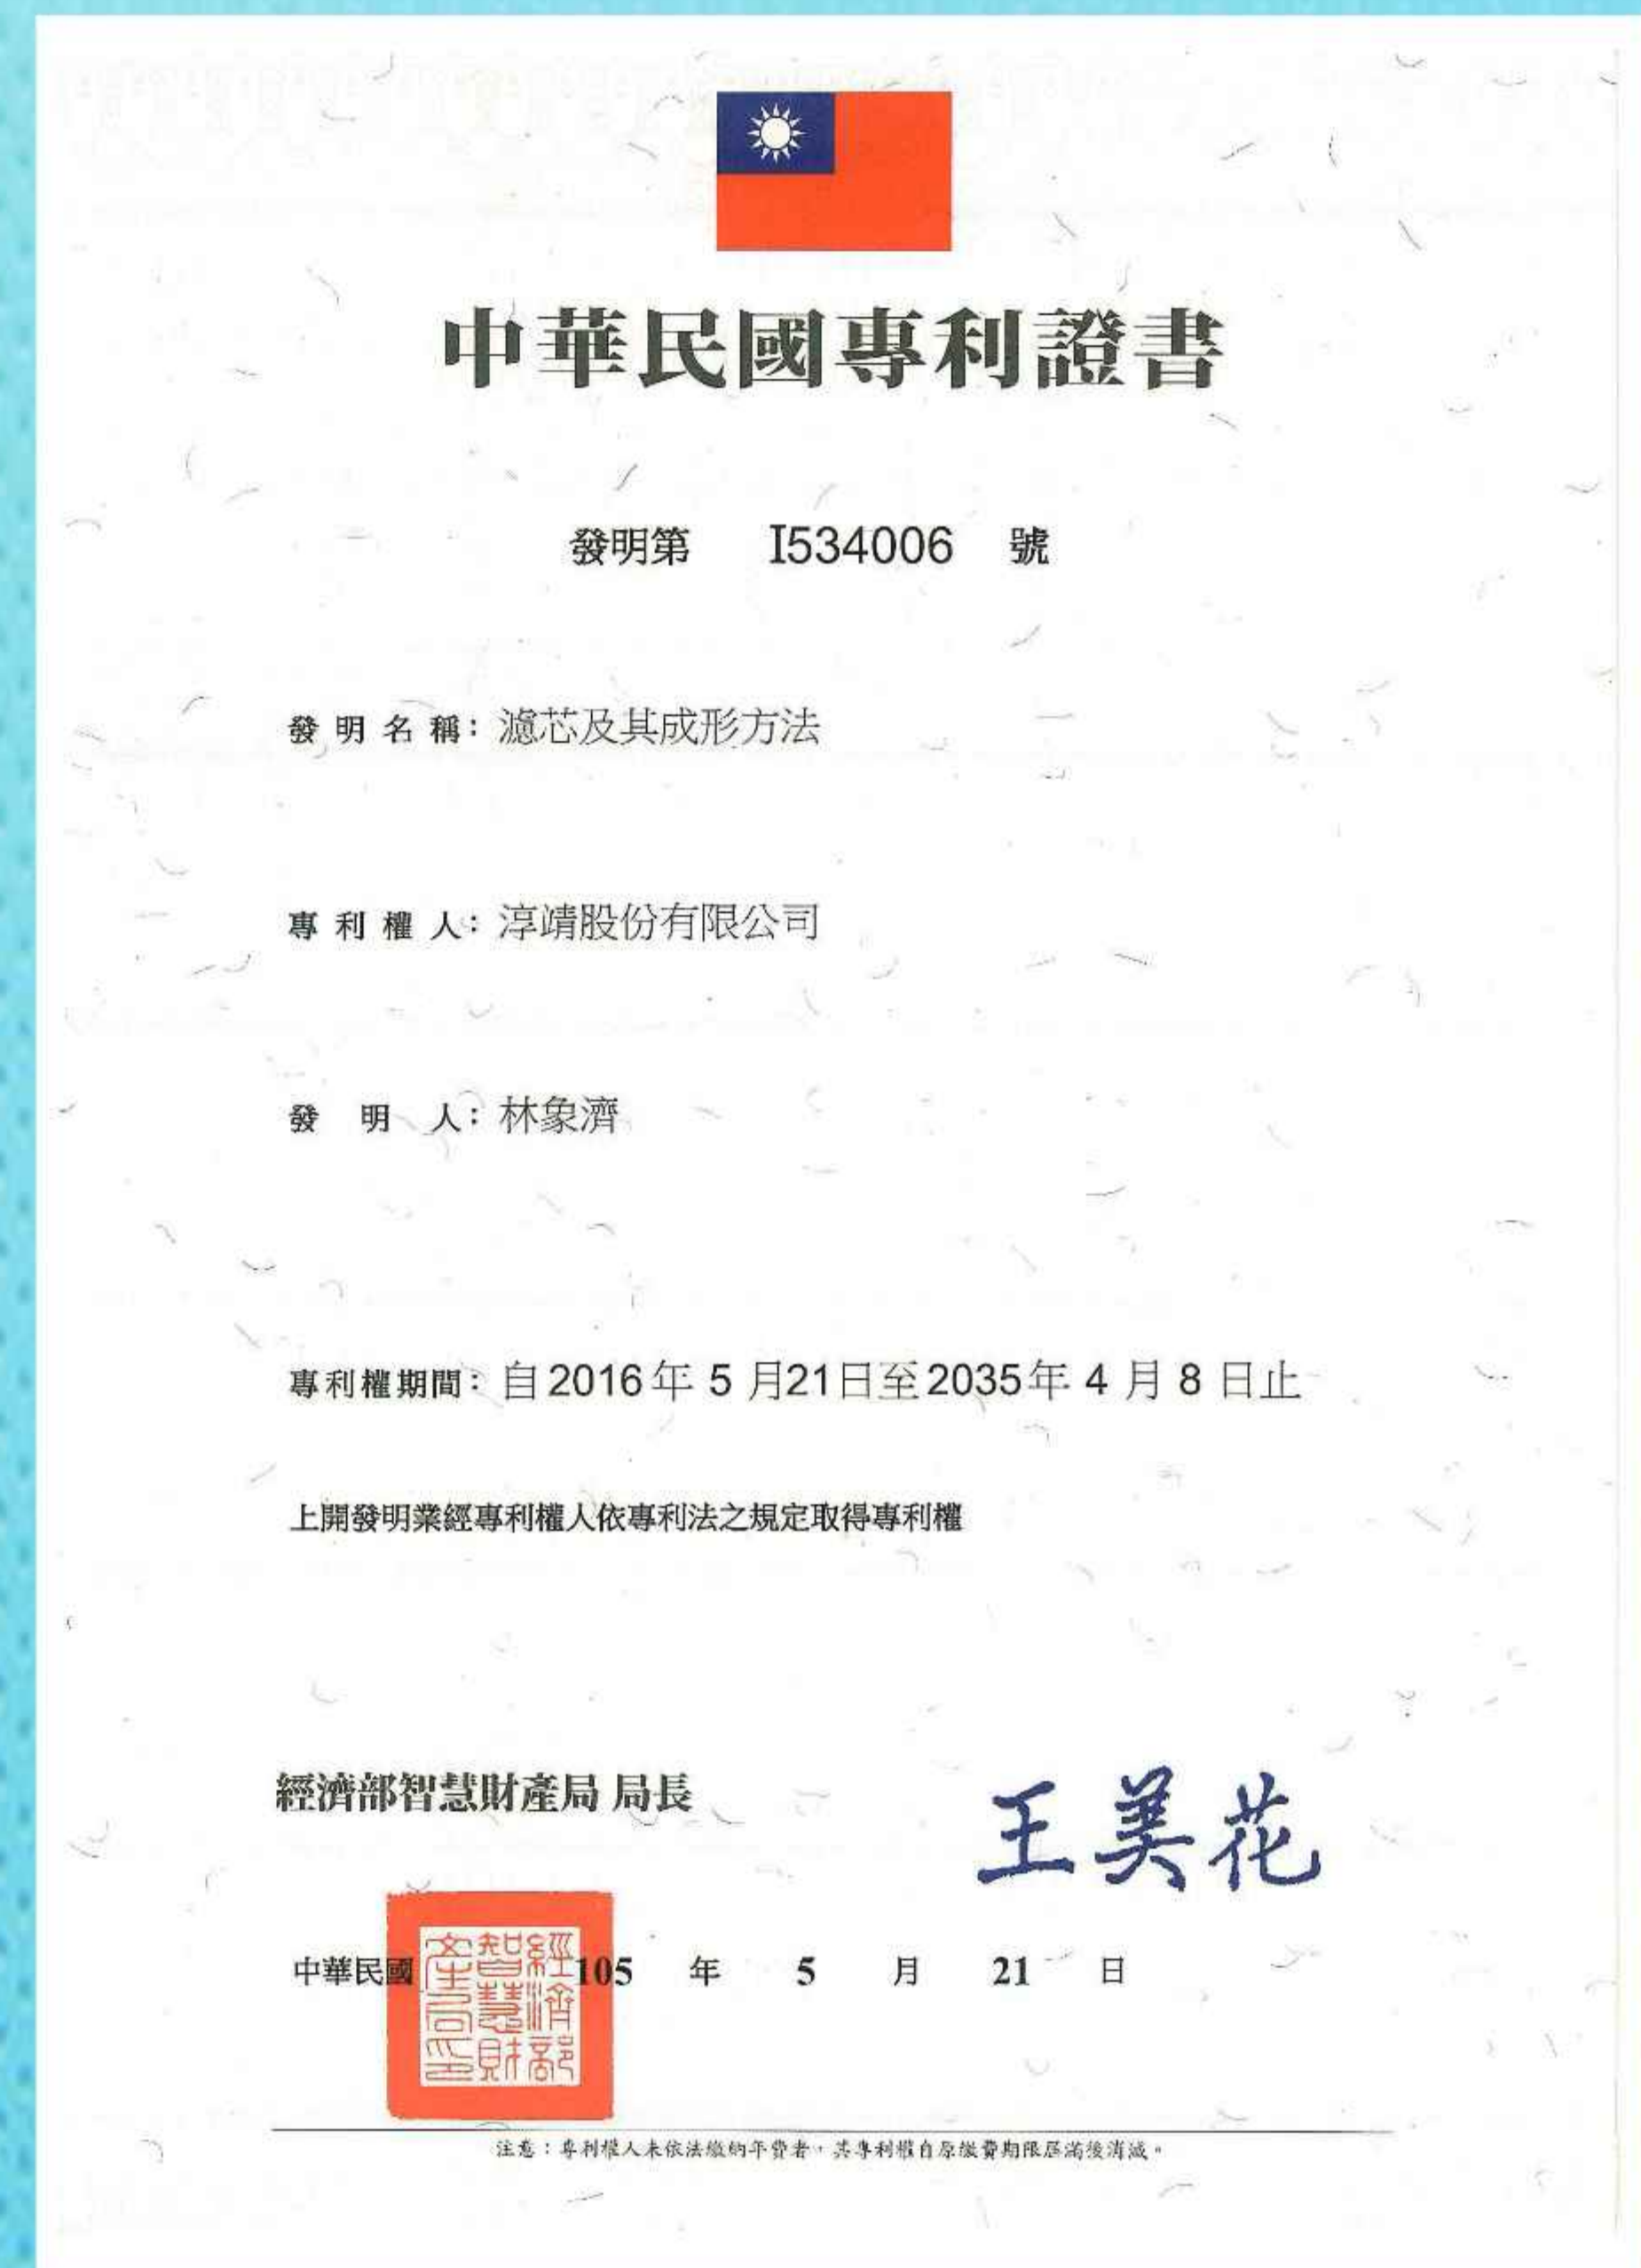 中華民國專利證書
發明第 I534006 號
發明名稱：濾芯及其成形方法
專利權人：淳靖股份有限公司
發明人：林象濟
專利權期間：自2016年5月21日至2035年4月8日止
上開發明業經專利權人依專利法之規定取得專利權
經濟部智慧財產局 局長 王美花
經濟部智慧財產局印
中華民國 105 年 5 月 21 日
注意：專利權人未依法繳納年費者，其專利權自原繳費期限屆滿後消滅。